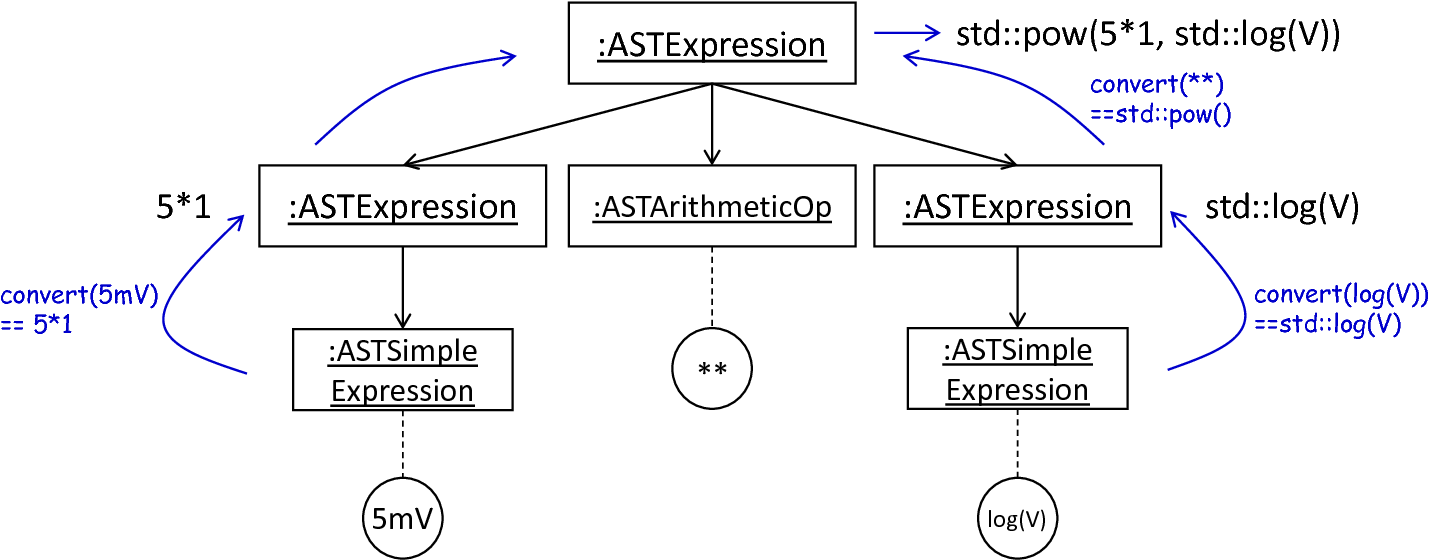 :ASTExpression
std::pow(5*1, std::log(V))
convert(**)
==std::pow()
5*1
:ASTExpression
:ASTArithmeticOp
:ASTExpression
std::log(V)
convert(5mV)
== 5*1
convert(log(V))
==std::log(V)
:ASTSimple
Expression
**
:ASTSimple
Expression
5mV
log(V)